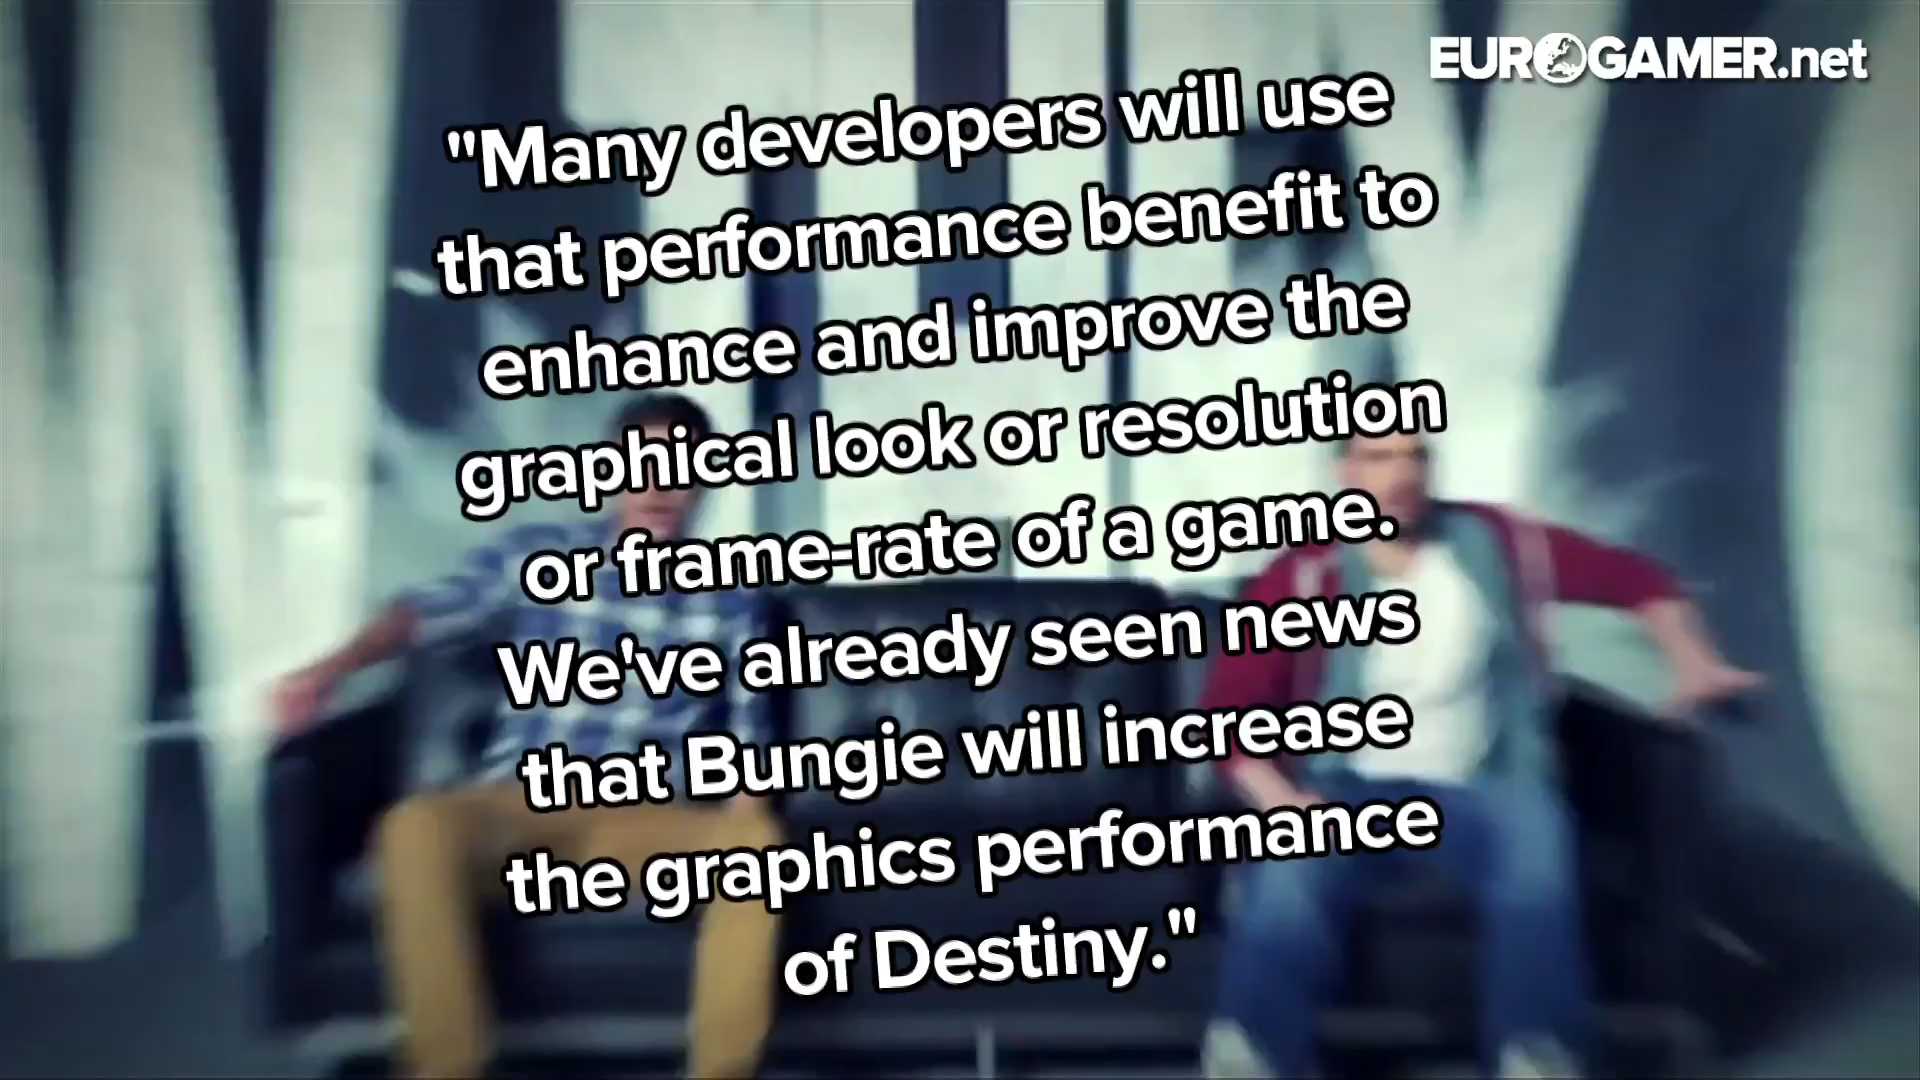 EUROGAMER.net
"Many developers will use
that performance benefit to
enhance and improve the
graphical look or resolution
or frame-rate of a game.
We've already seen news
that Bungie will increase
the graphics performance
of Destiny."